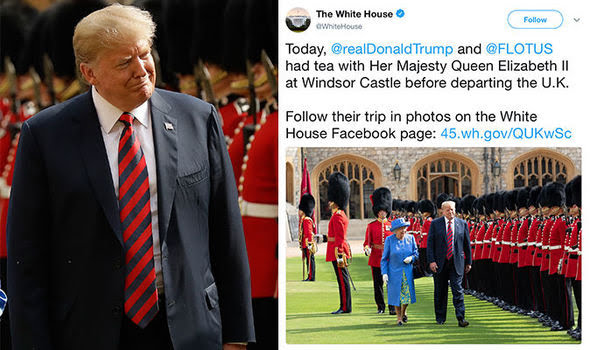 The White House
@WhiteHouse
Follow
Today, @realDonaldTrump and @FLOTUS
had tea with Her Majesty Queen Elizabeth II
at Windsor Castle before departing the U.K.
Follow their trip in photos on the White
House Facebook page: 45.wh.gov/QUKwSc